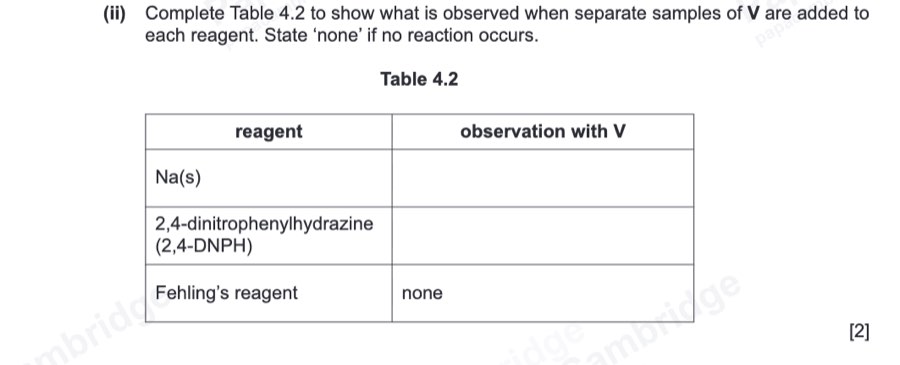 (ii) Complete Table 4.2 to show what is observed when separate samples of V are added to
each reagent. State ‘none’ if no reaction occurs.
Table 4.2
reagent observation with V
Na(s)
2,4-dinitrophenylhydrazine
(2,4-DNPH)
Fehling’s reagent none
[2]